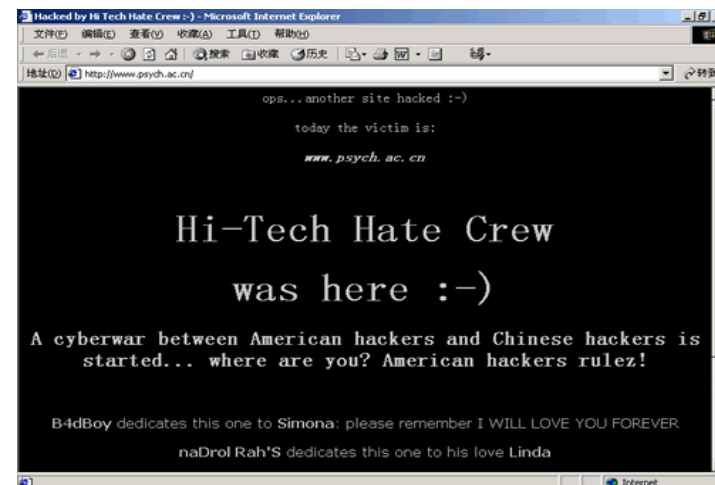 Hacked by Hi Tech Hate Crew :-) - Microsoft Internet Explorer
文件(F) 编辑(E) 查看(V) 收藏(A) 工具(T) 帮助(H)
后退 搜索 收藏 历史
地址(D) http://www.psych.ac.cn/ 转到
ops...another site hacked :-)
today the victim is:
www.psych.ac.cn
Hi-Tech Hate Crew
was here :-)
A cyberwar between American hackers and Chinese hackers is
started... where are you? American hackers rulez!
B4dBoy dedicates this one to Simona: please remember I WILL LOVE YOU FOREVER
naDrol Rah'S dedicates this one to his love Linda
Internet